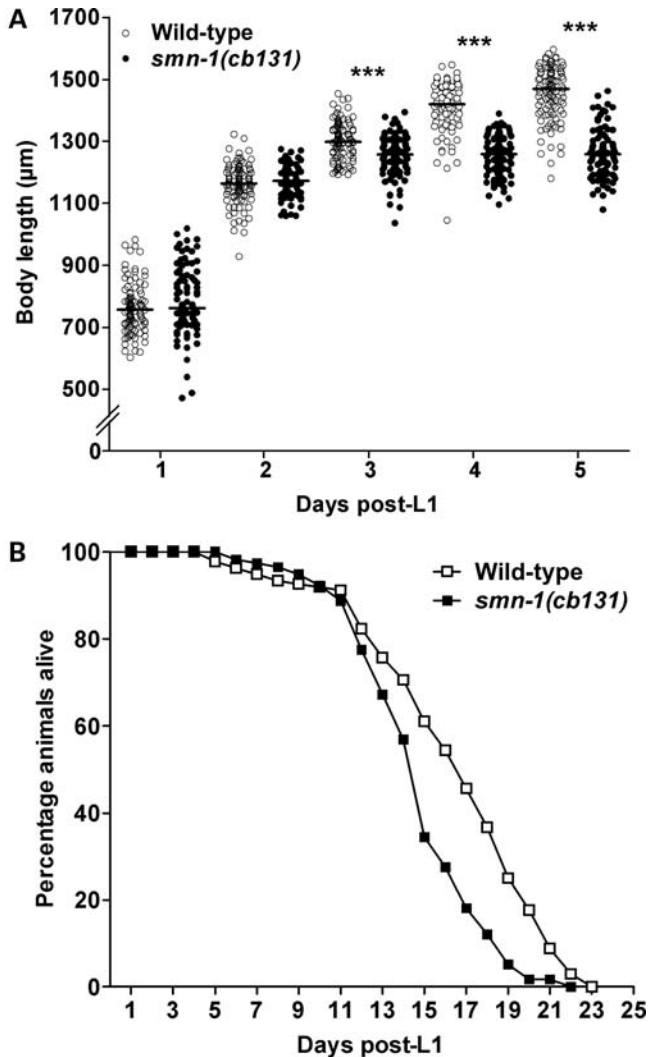 A
1700
1500
1300
1100
900
700
500
0
Body length (µm)
Wild-type
smn-1(cb131)
***
***
***
1 2 3 4 5
Days post-L1
B
100
80
60
40
20
0
Percentage animals alive
Wild-type
smn-1(cb131)
1 3 5 7 9 11 13 15 17 19 21 23 25
Days post-L1